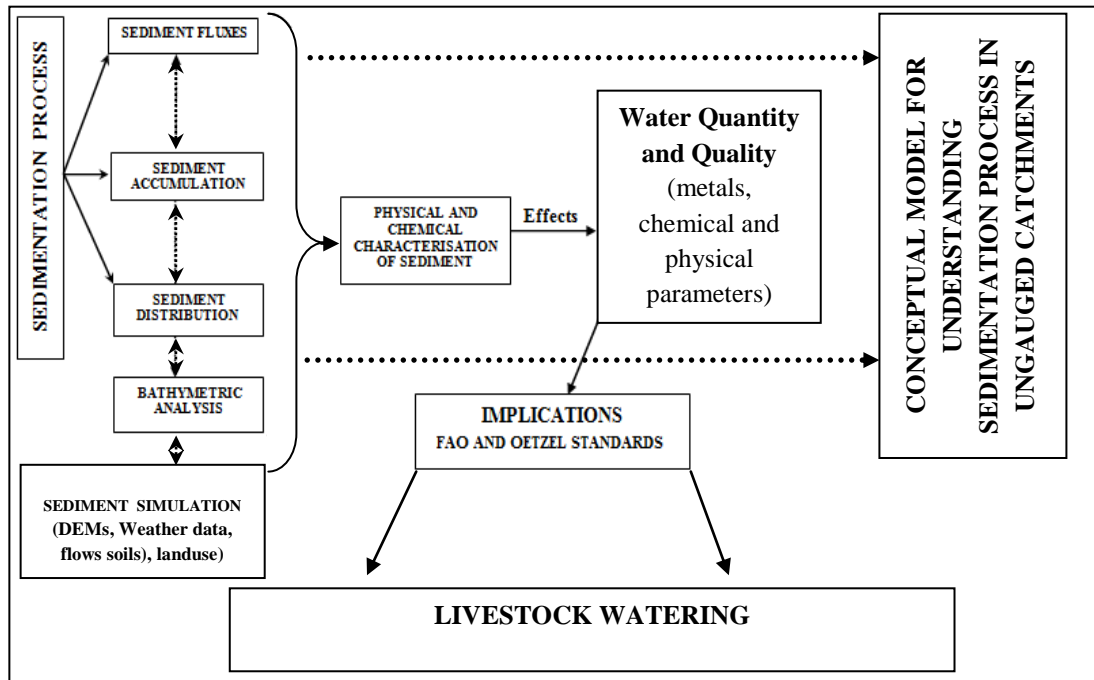 SEDIMENTATION PROCESS
SEDIMENT FLUXES
SEDIMENT
ACCUMULATION
SEDIMENT
DISTRIBUTION
BATHYMETRIC
ANALYSIS
SEDIMENT SIMULATION
(DEMs, Weather data,
flows soils), landuse)
PHYSICAL AND
CHEMICAL
CHARACTERISATION
OF SEDIMENT
Effects
Water Quantity
and Quality
(metals,
chemical and
physical
parameters)
IMPLICATIONS
FAO AND OETZEL STANDARDS
LIVESTOCK WATERING
CONCEPTUAL MODEL FOR
UNDERSTANDING
SEDIMENTATION PROCESS IN
UNGAUGED CATCHMENTS